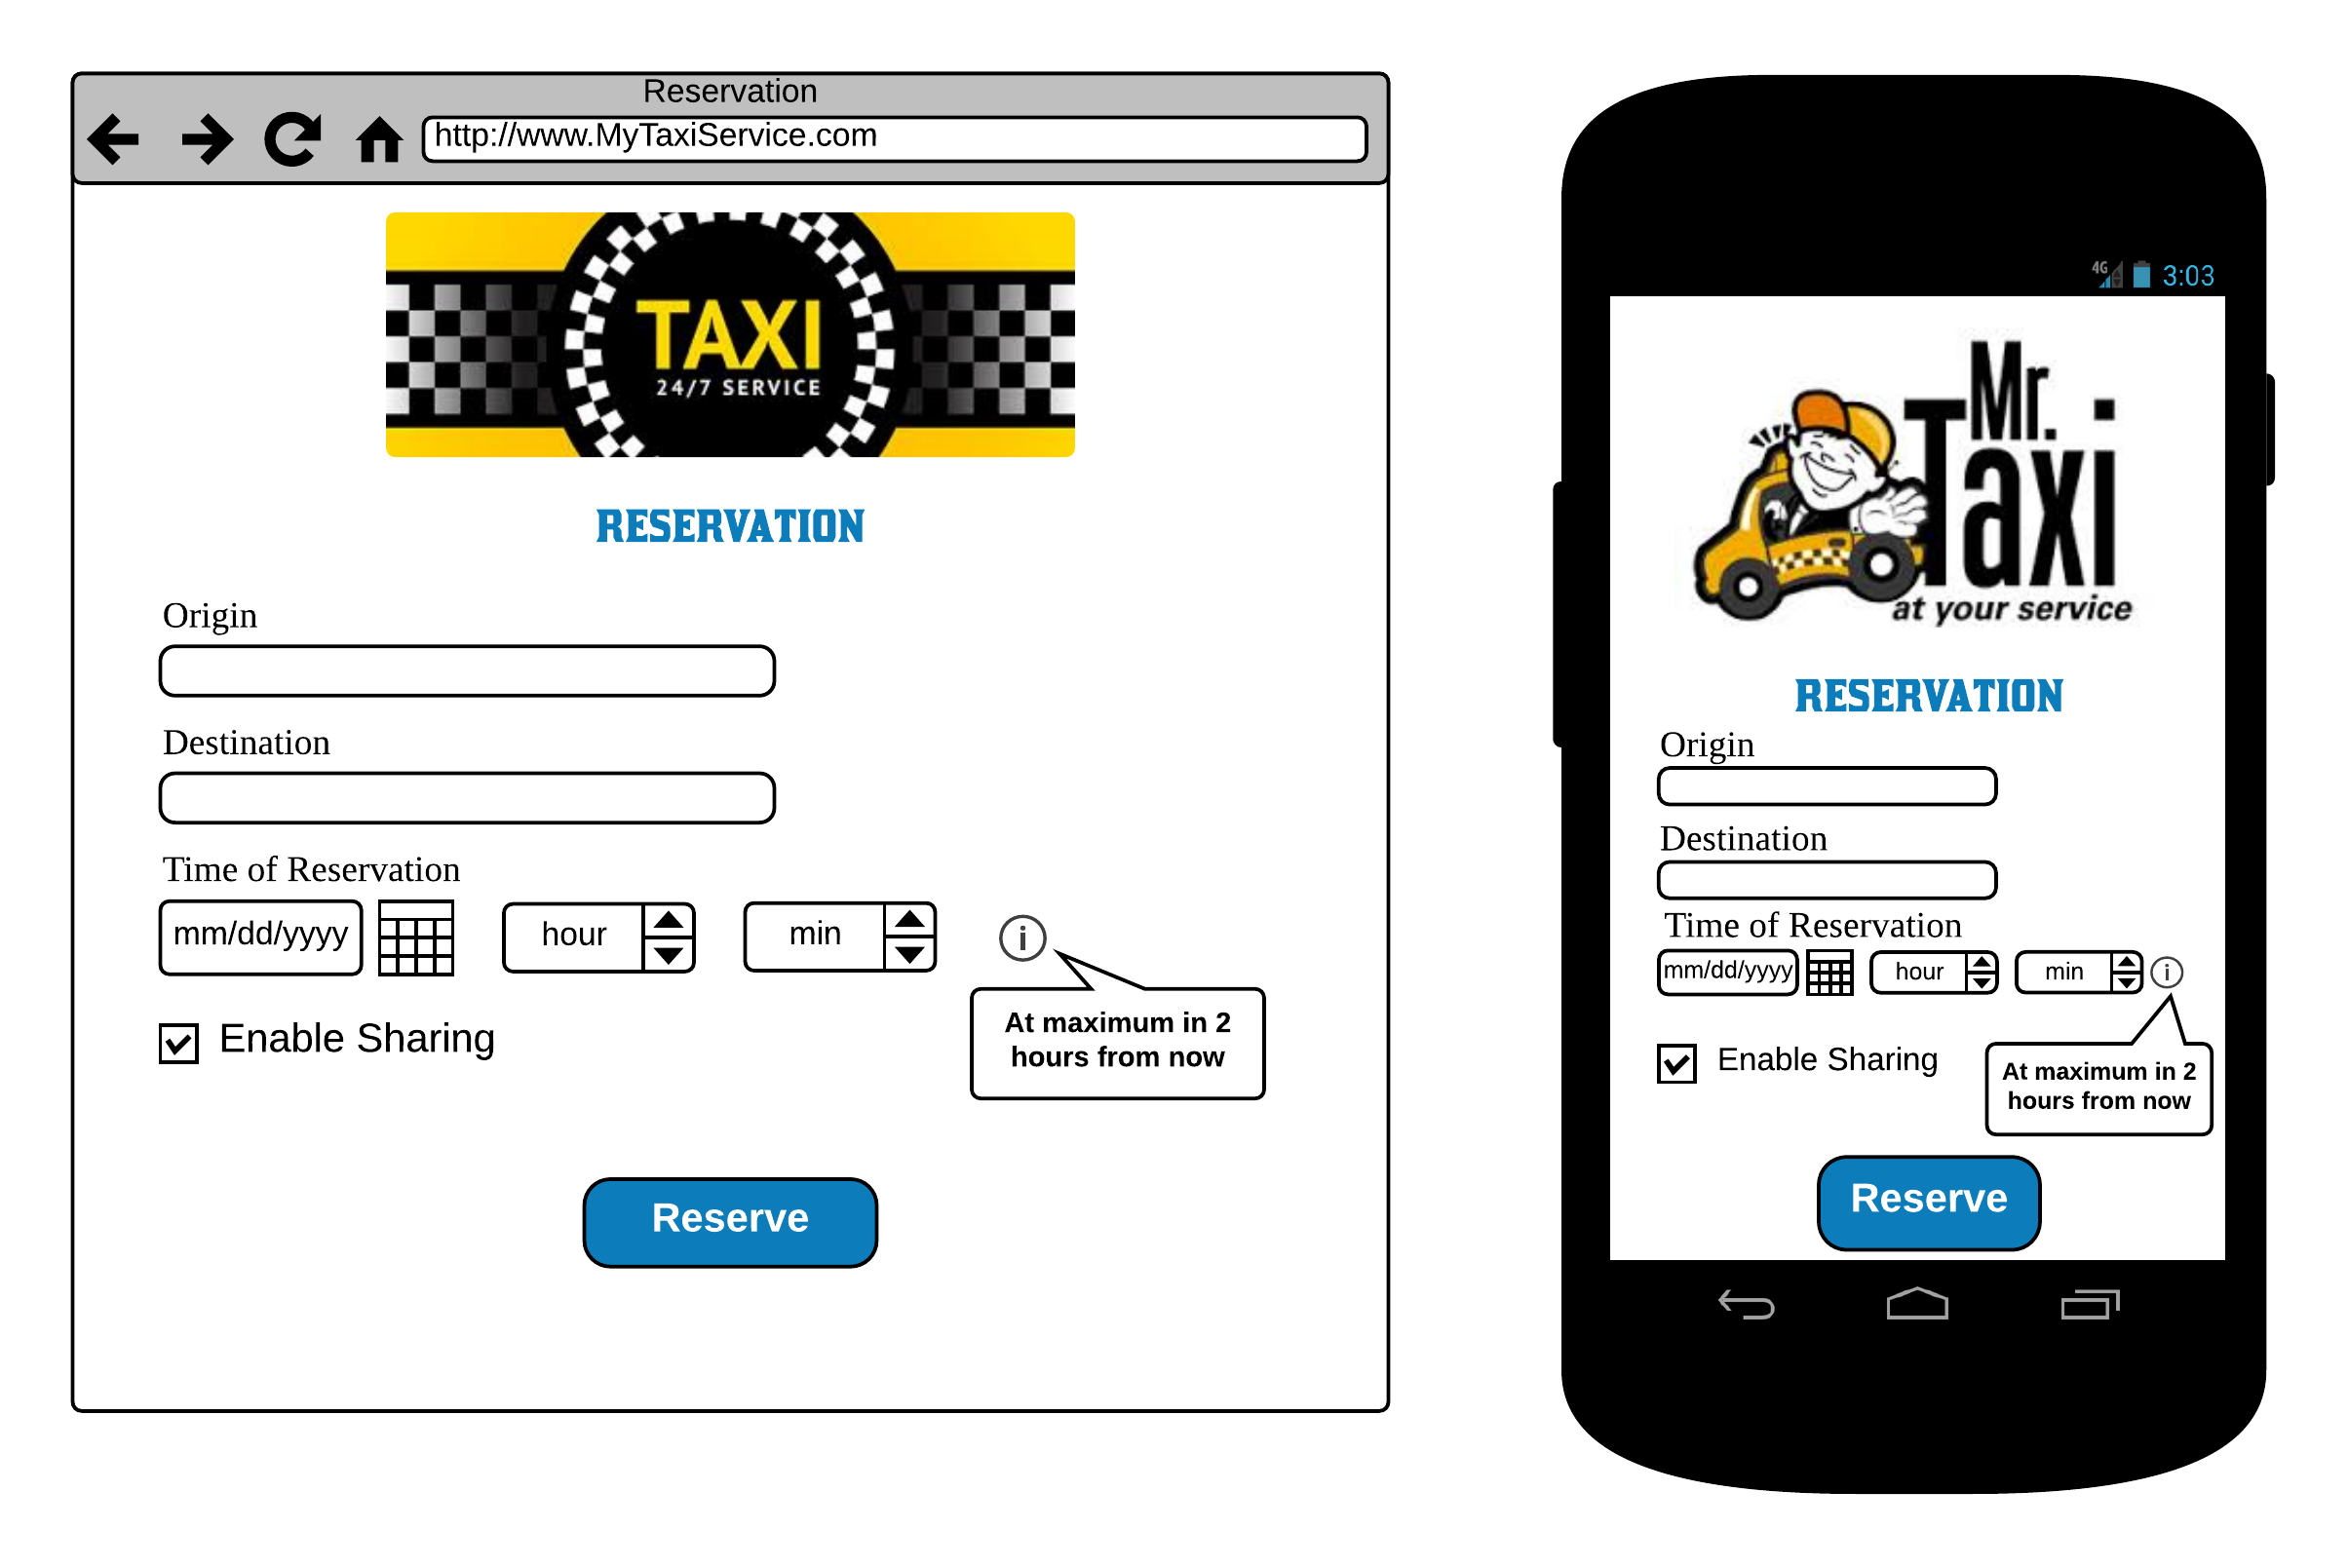 Reservation
http://www.MyTaxiService.com
TAXI
24/7 SERVICE
RESERVATION
Origin
Destination
Time of Reservation
mm/dd/yyyy
hour
min
i
At maximum in 2
hours from now
Enable Sharing
Reserve
4G
3:03
Mr.
Taxi
at your service
RESERVATION
Origin
Destination
Time of Reservation
mm/dd/yyyy
hour
min
i
Enable Sharing
At maximum in 2
hours from now
Reserve